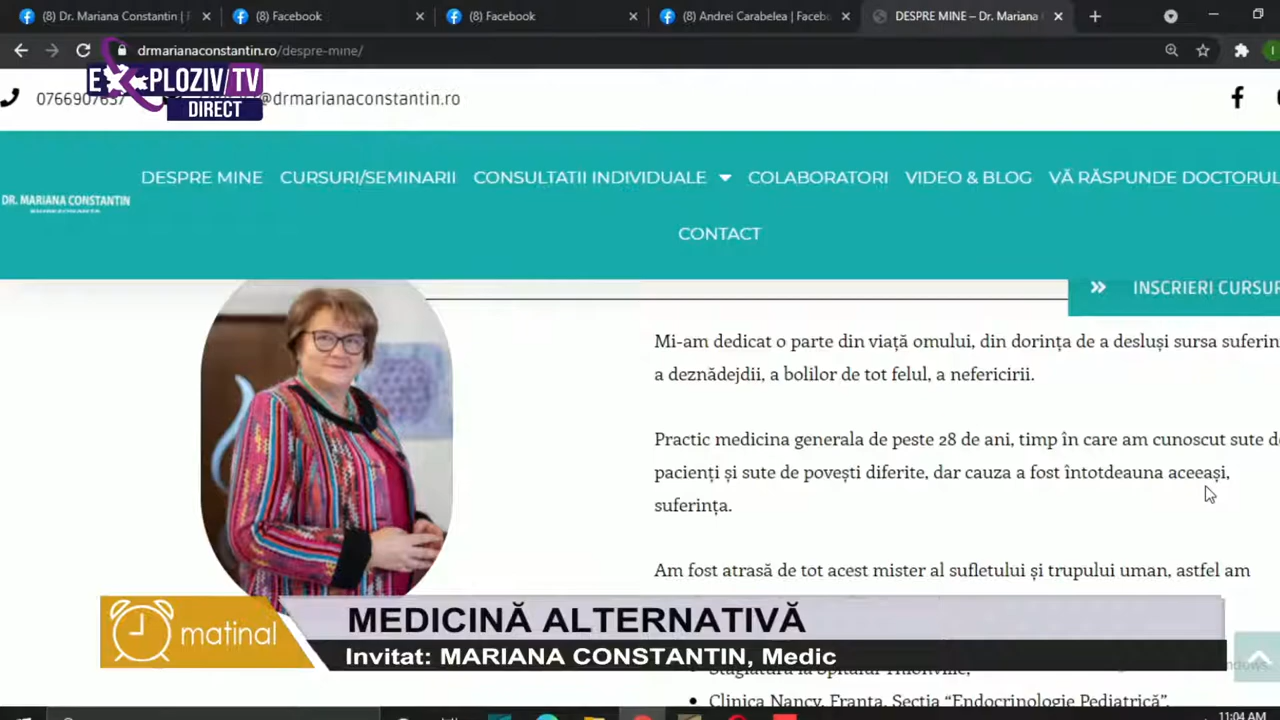 (8) Dr. Mariana Constantin | F
(8) Facebook
(8) Facebook
(8) Andrei Carabelea | Facebo
DESPRE MINE – Dr. Mariana
drmarianaconstantin.ro/despre-mine/
EXPLOZIV/TV
DIRECT
0766907637
@drmarianaconstantin.ro
DESPRE MINE
CURSURI/SEMINARII
CONSULTATII INDIVIDUALE
COLABORATORI
VIDEO & BLOG
VĂ RĂSPUNDE DOCTORUL
DR. MARIANA CONSTANTIN
CONTACT
INSCRIERI CURSUR
Mi-am dedicat o parte din viață omului, din dorința de a desluși sursa suferin
a deznădejdii, a bolilor de tot felul, a nefericirii.
Practic medicina generala de peste 28 de ani, timp în care am cunoscut sute de
pacienți și sute de povești diferite, dar cauza a fost întotdeauna aceeași,
suferința.
Am fost atrasă de tot acest mister al sufletului și trupului uman, astfel am
matinal
MEDICINĂ ALTERNATIVĂ
Invitat: MARIANA CONSTANTIN, Medic
Stagiatura la Spitalul Thionville,
Clinica Nancy, Franta, Sectia “Endocrinologie Pediatrică”,
11:04 AM